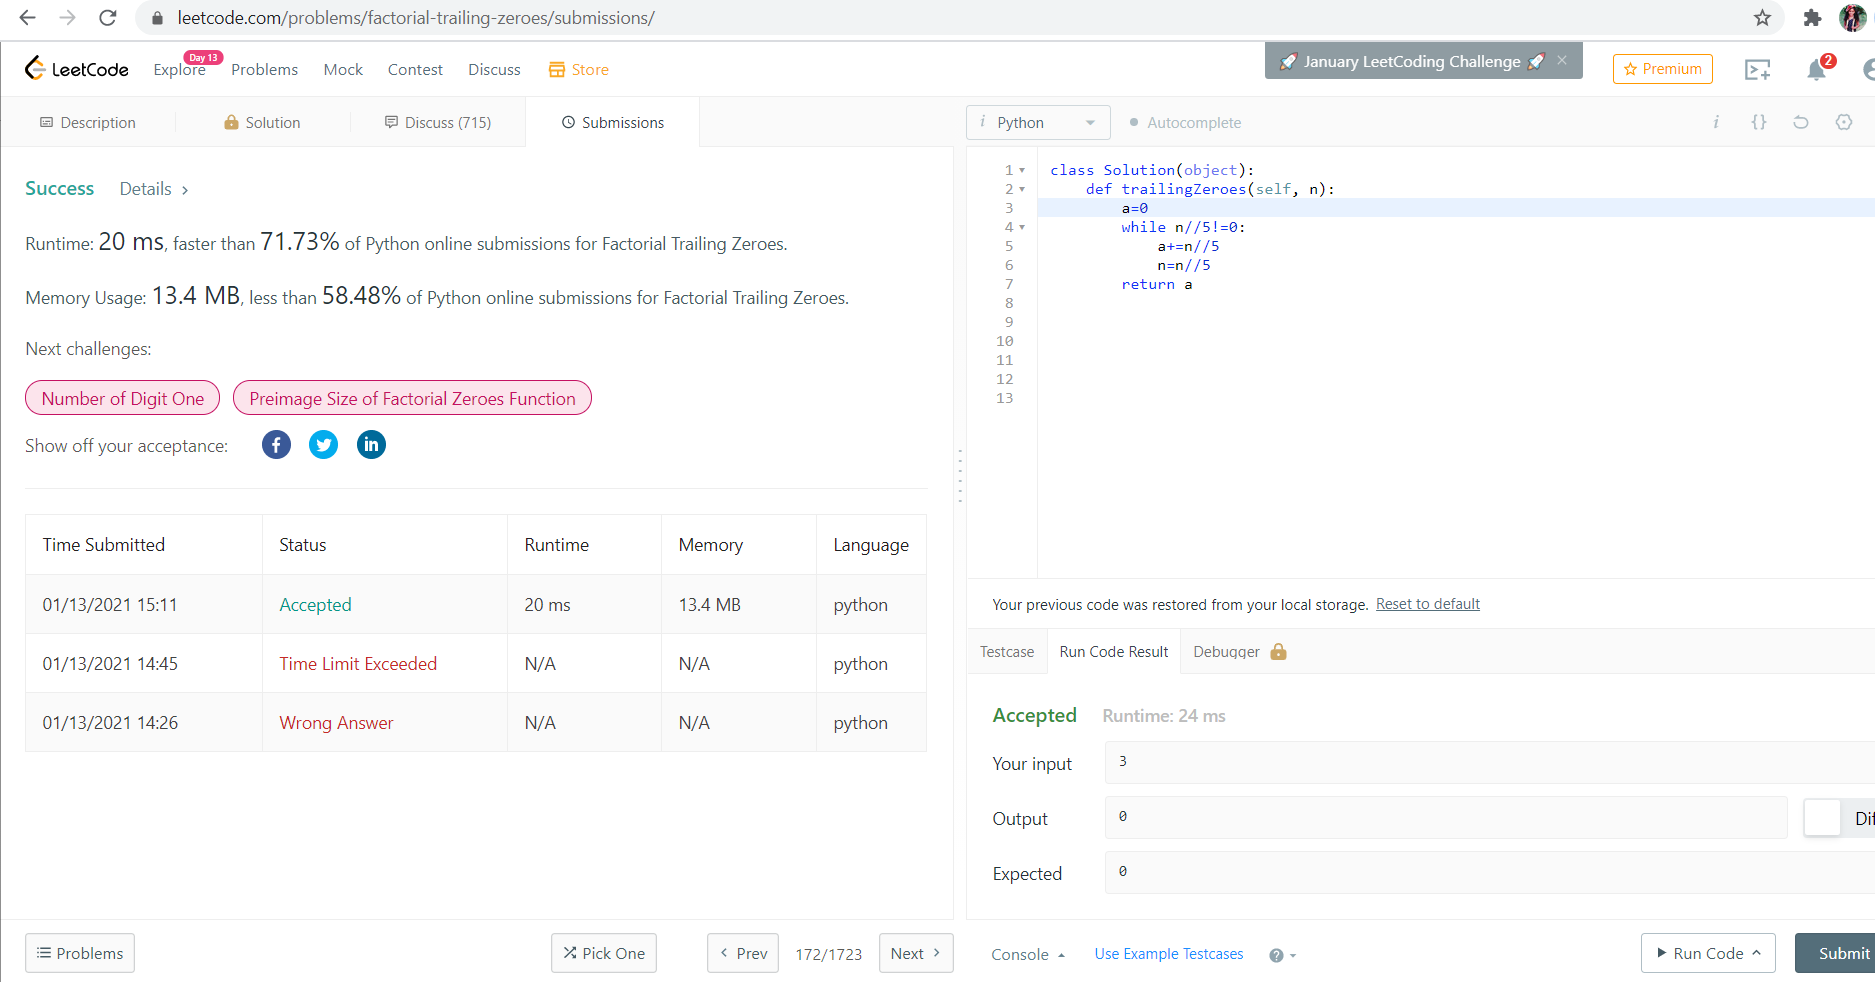 leetcode.com/problems/factorial-trailing-zeroes/submissions/
LeetCode Explore Day 13 Problems Mock Contest Discuss Store
🚀 January LeetCoding Challenge 🚀 ×
Premium
2
Description Solution Discuss (715) Submissions
Success Details >
Runtime: 20 ms, faster than 71.73% of Python online submissions for Factorial Trailing Zeroes.
Memory Usage: 13.4 MB, less than 58.48% of Python online submissions for Factorial Trailing Zeroes.
Next challenges:
Number of Digit One Preimage Size of Factorial Zeroes Function
Show off your acceptance:
Time Submitted Status Runtime Memory Language
01/13/2021 15:11 Accepted 20 ms 13.4 MB python
01/13/2021 14:45 Time Limit Exceeded N/A N/A python
01/13/2021 14:26 Wrong Answer N/A N/A python
Problems Pick One < Prev 172/1723 Next >
i Python Autocomplete i {}
1 class Solution(object):
2     def trailingZeroes(self, n):
3         a=0
4         while n//5!=0:
5             a+=n//5
6             n=n//5
7         return a
8
9
10
11
12
13
Your previous code was restored from your local storage. Reset to default
Testcase Run Code Result Debugger
Accepted Runtime: 24 ms
Your input 3
Output 0
Expected 0
Console Use Example Testcases ? Run Code Submit